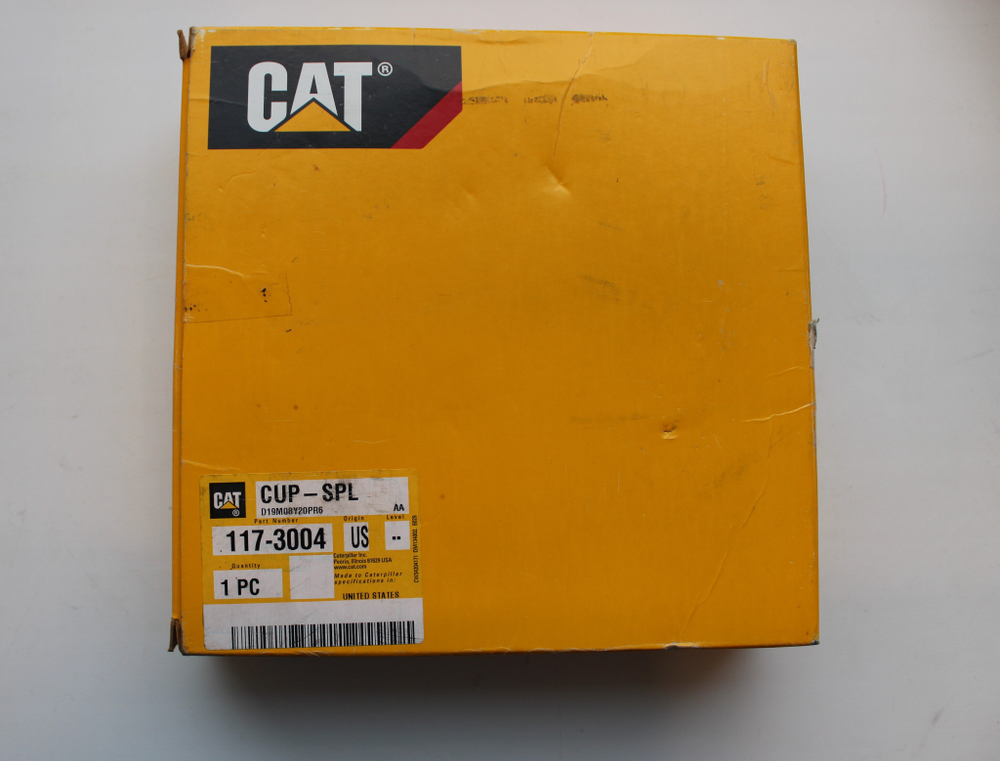 CAT®
CAT®
CUP-SPL
D19M08Y20PR6
AA
Part Number
Origin
Level
117-3004
US
--
Quantity
1 PC
Caterpillar Inc.
Peoria, Illinois 61629 USA
www.cat.com
Made to Caterpillar
specifications in:
UNITED STATES